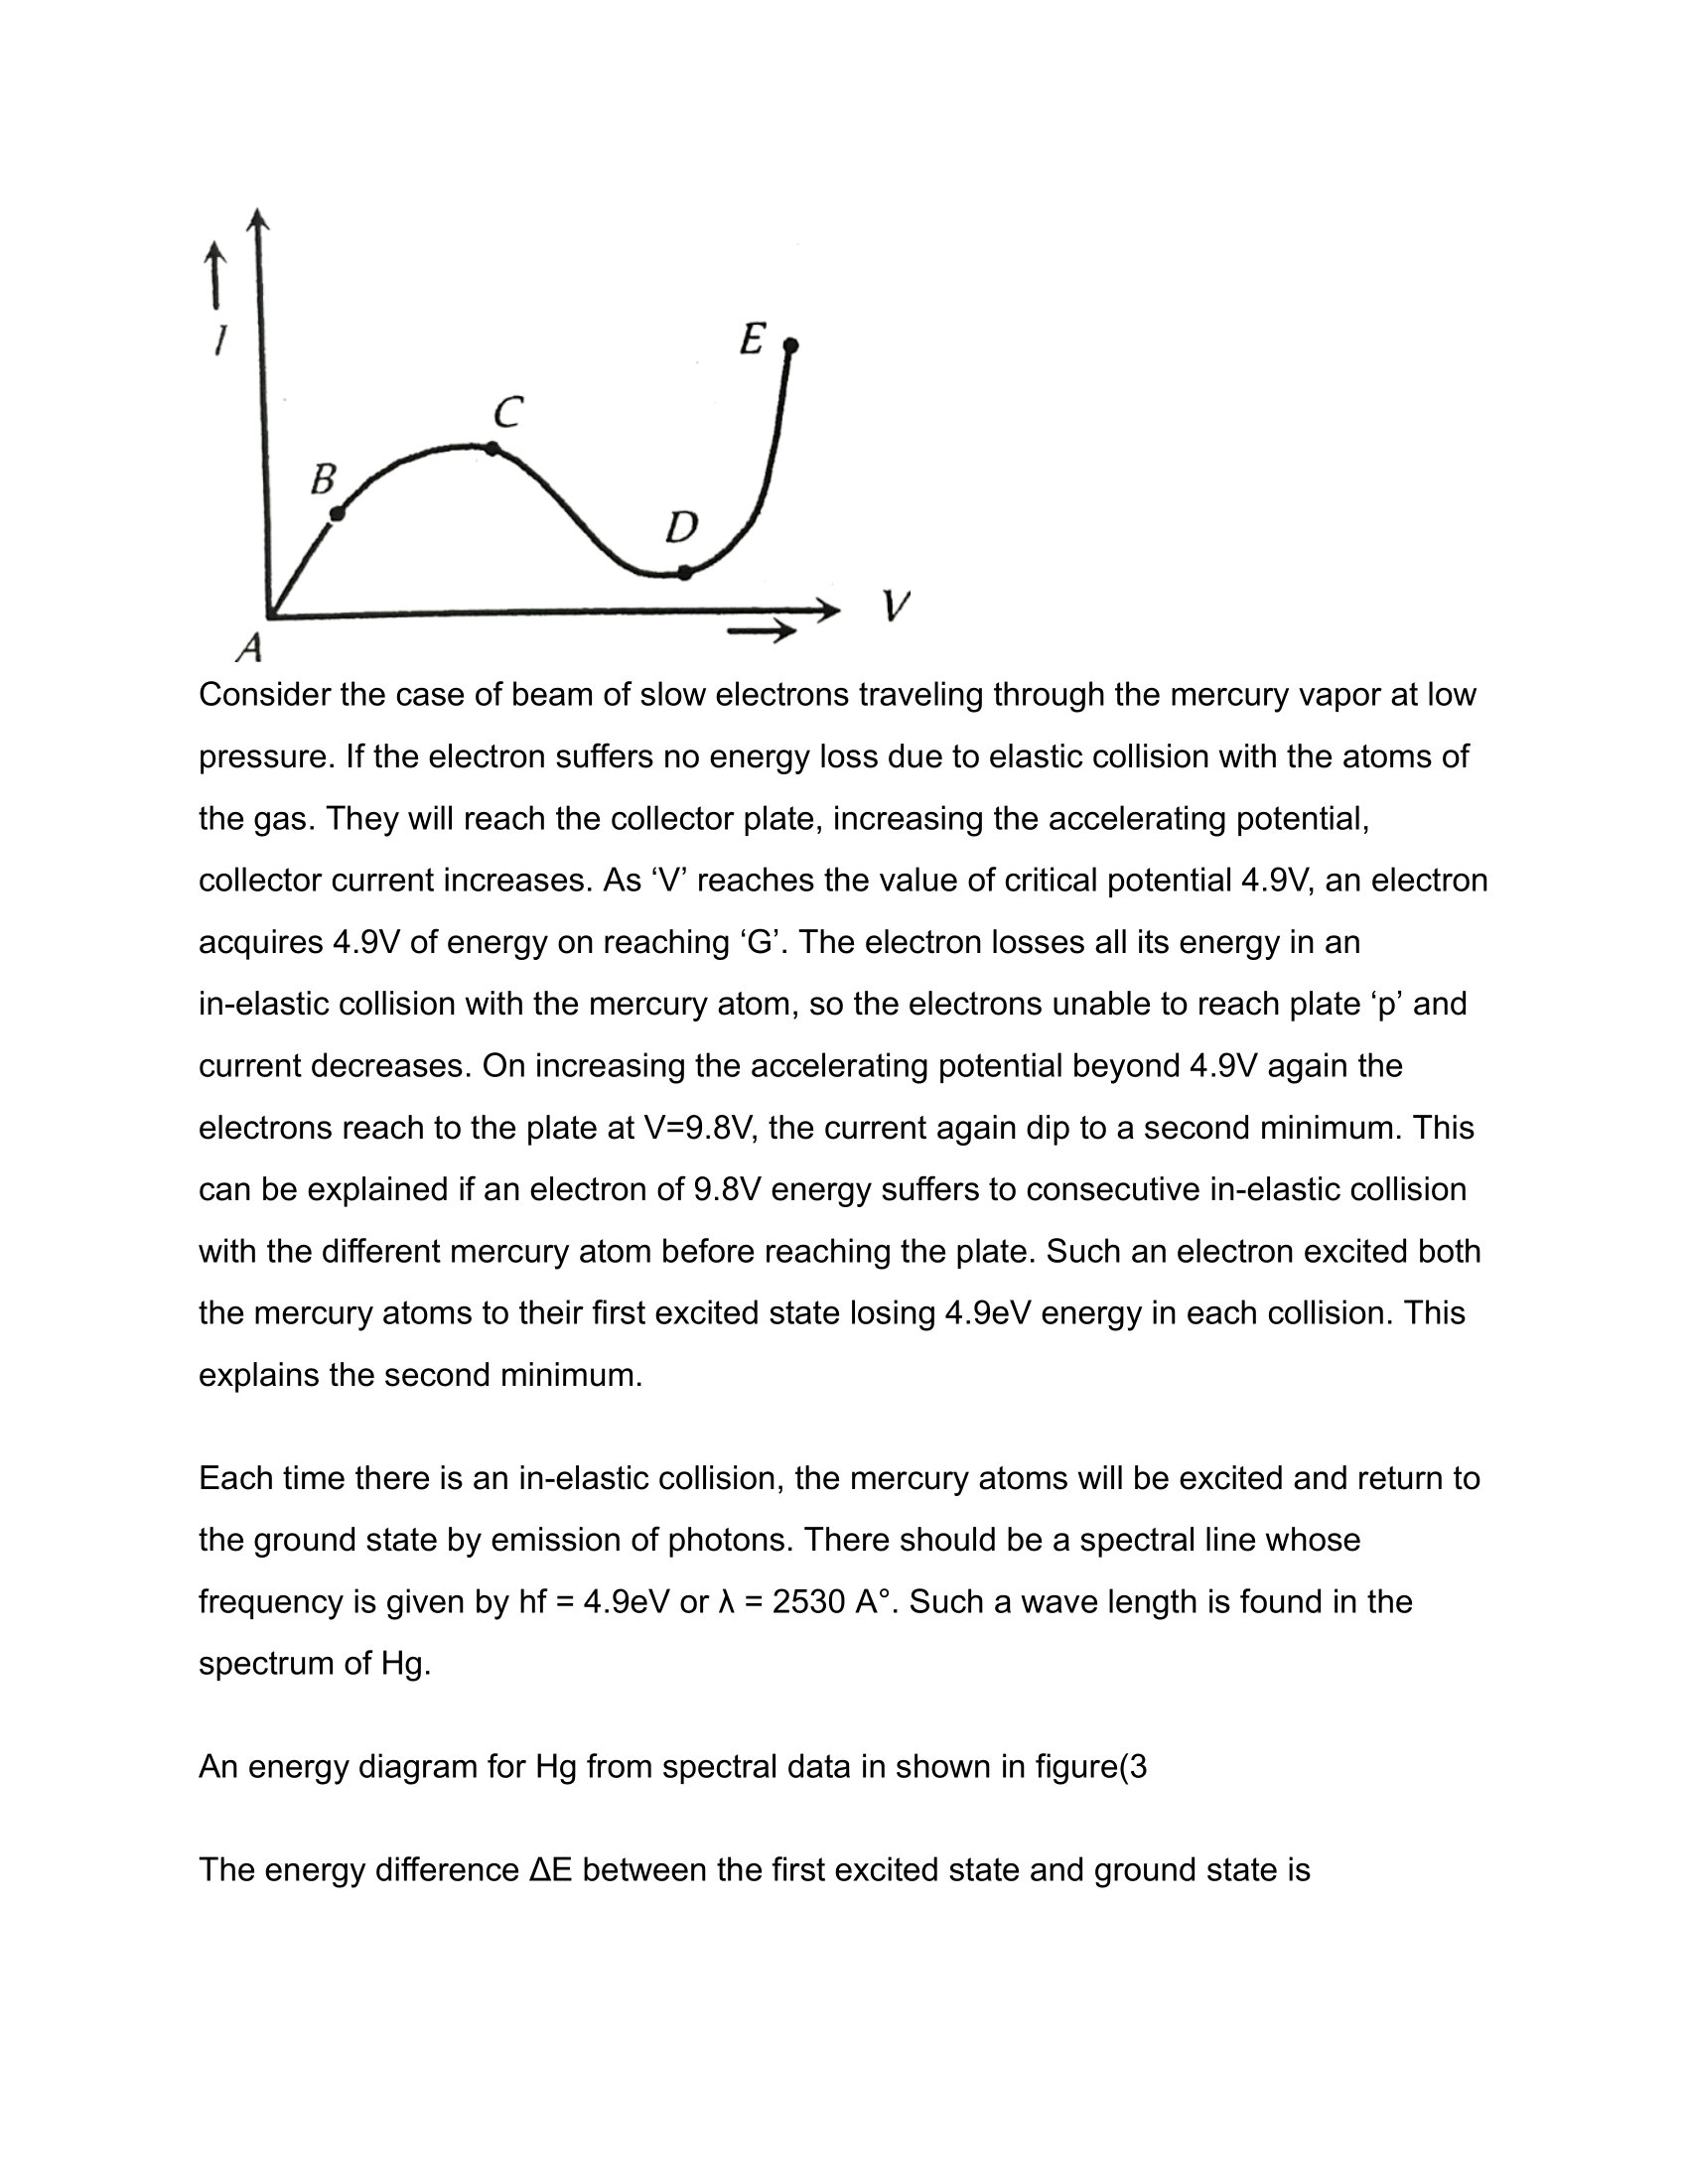 I
E
C
B
D
V
A
Consider the case of beam of slow electrons traveling through the mercury vapor at low
pressure. If the electron suffers no energy loss due to elastic collision with the atoms of
the gas. They will reach the collector plate, increasing the accelerating potential,
collector current increases. As ‘V’ reaches the value of critical potential 4.9V, an electron
acquires 4.9V of energy on reaching ‘G’. The electron losses all its energy in an
in-elastic collision with the mercury atom, so the electrons unable to reach plate ‘p’ and
current decreases. On increasing the accelerating potential beyond 4.9V again the
electrons reach to the plate at V=9.8V, the current again dip to a second minimum. This
can be explained if an electron of 9.8V energy suffers to consecutive in-elastic collision
with the different mercury atom before reaching the plate. Such an electron excited both
the mercury atoms to their first excited state losing 4.9eV energy in each collision. This
explains the second minimum.
Each time there is an in-elastic collision, the mercury atoms will be excited and return to
the ground state by emission of photons. There should be a spectral line whose
frequency is given by hf = 4.9eV or λ = 2530 A°. Such a wave length is found in the
spectrum of Hg.
An energy diagram for Hg from spectral data in shown in figure(3
The energy difference ΔE between the first excited state and ground state is